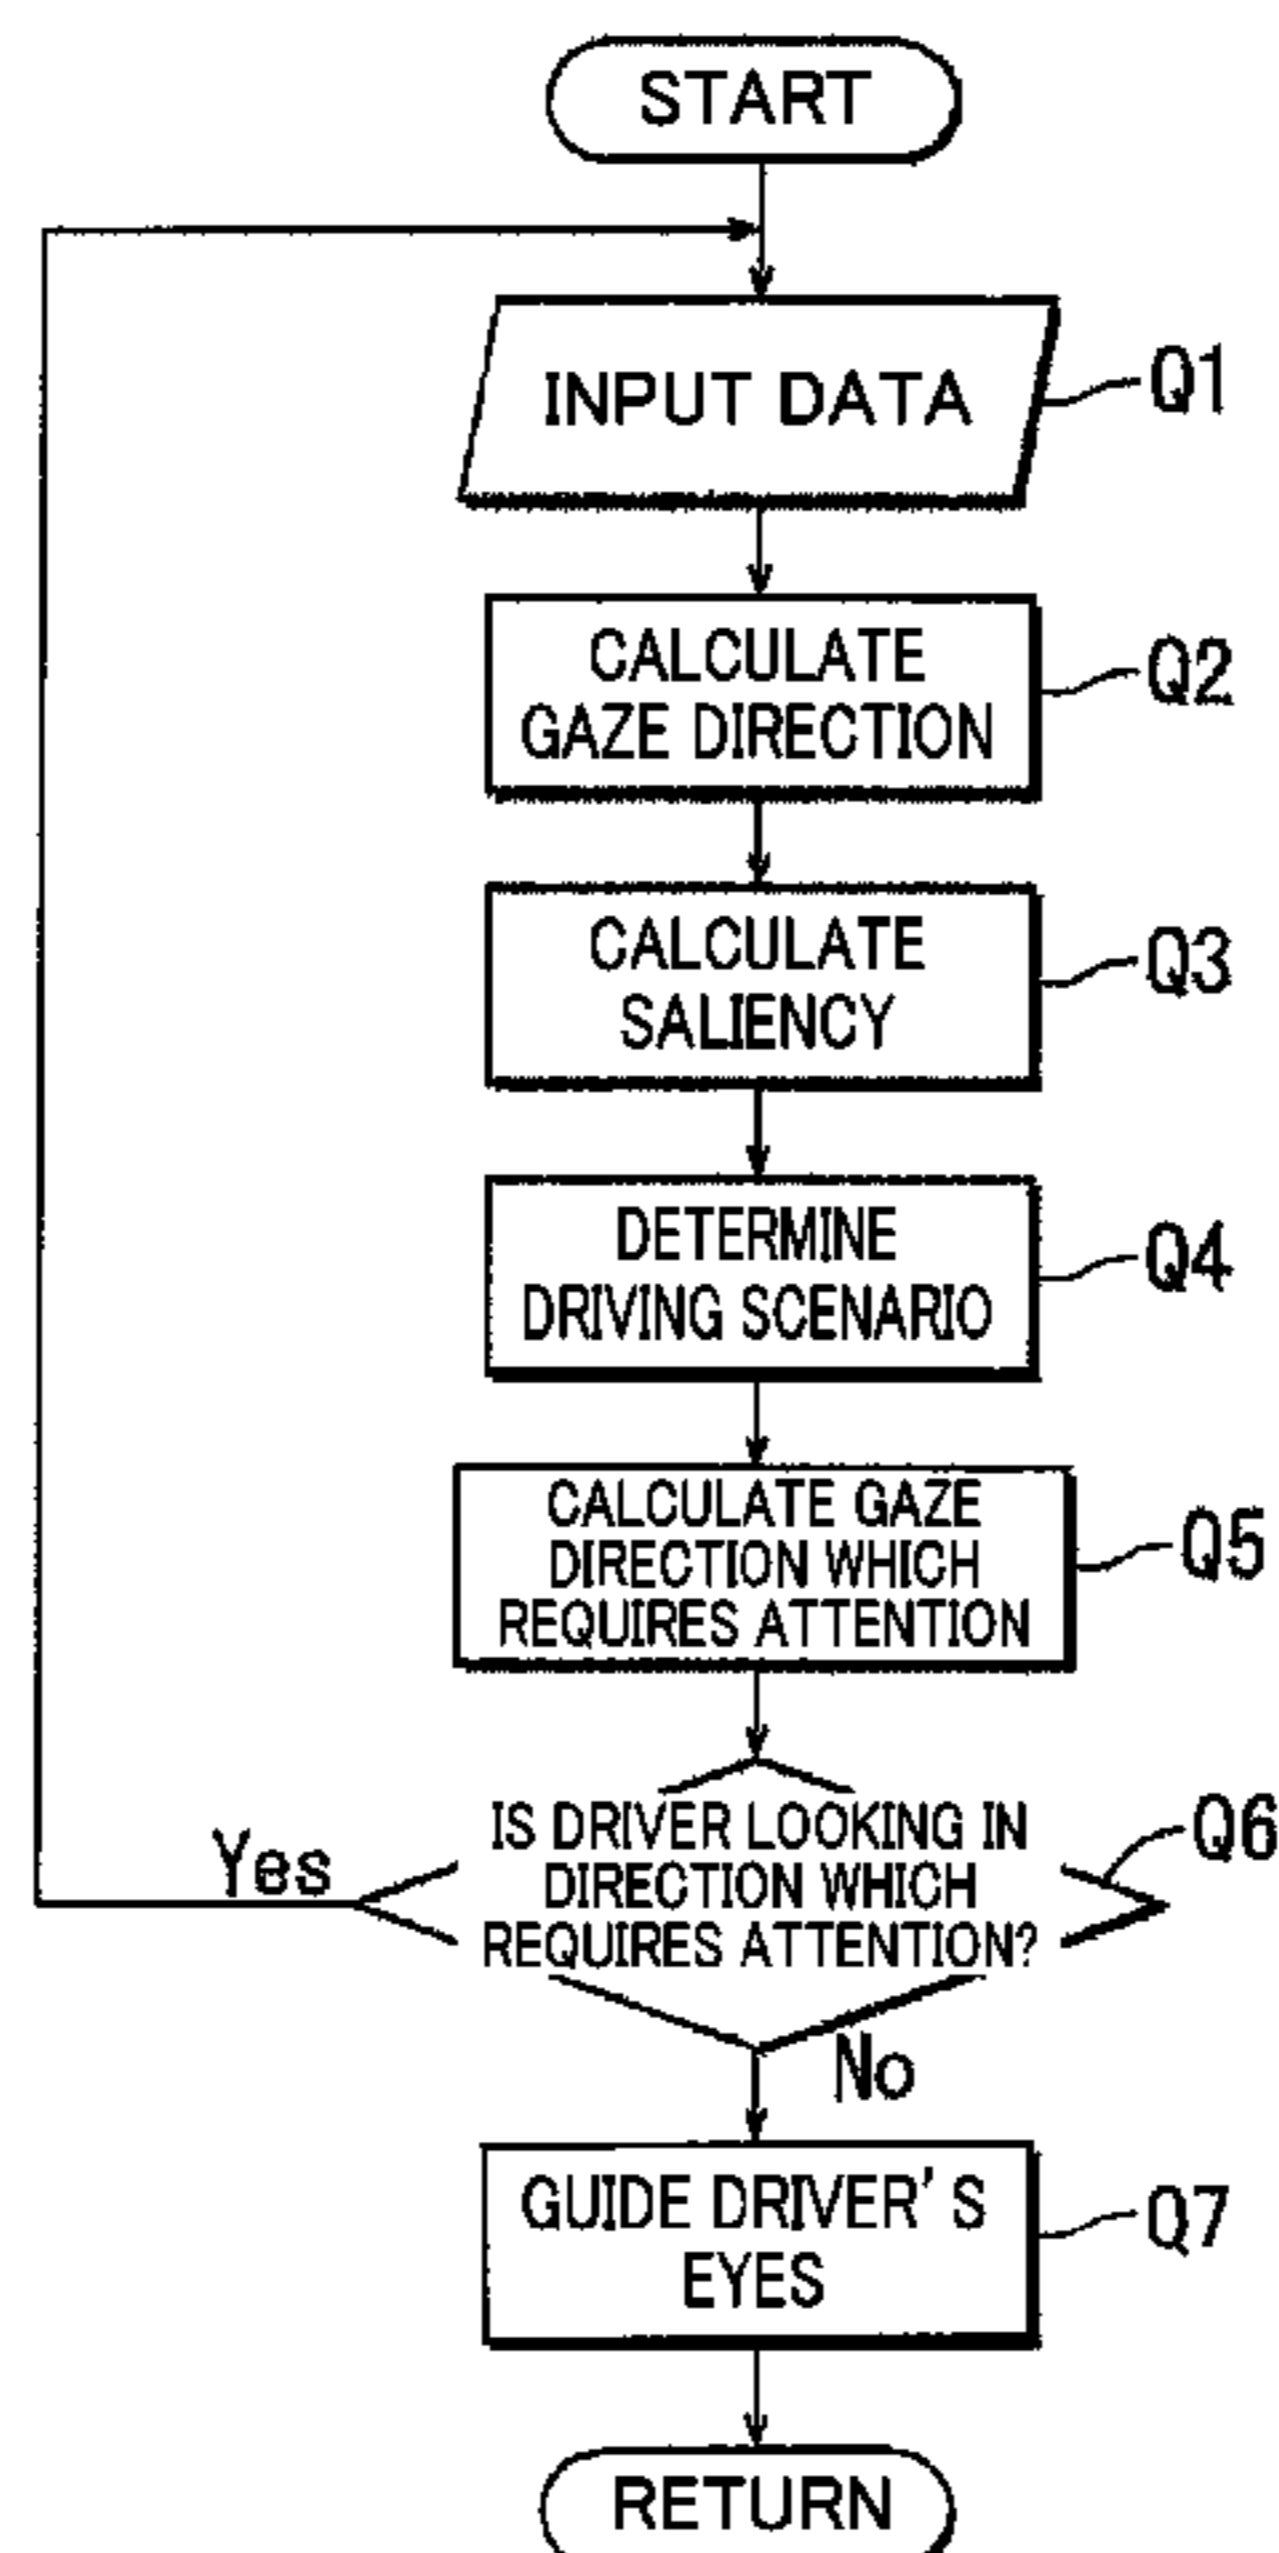 START
INPUT DATA
Q1
CALCULATE
GAZE DIRECTION
Q2
CALCULATE
SALIENCY
Q3
DETERMINE
DRIVING SCENARIO
Q4
CALCULATE GAZE
DIRECTION WHICH
REQUIRES ATTENTION
Q5
IS DRIVER LOOKING IN
DIRECTION WHICH
REQUIRES ATTENTION?
Q6
Yes
No
GUIDE DRIVER'S
EYES
Q7
RETURN